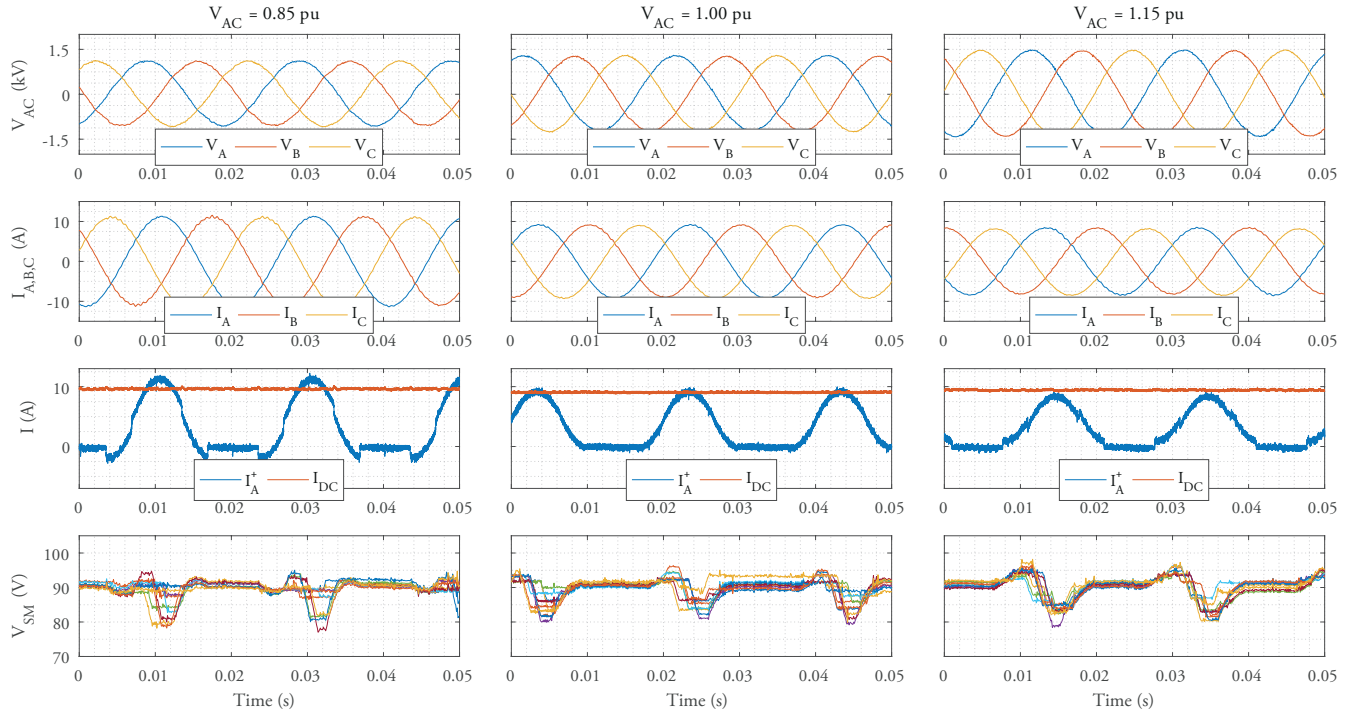 V_AC = 0.85 pu V_AC = 1.00 pu V_AC = 1.15 pu
V_AC (kV)
1.5
0
-1.5
V_A V_B V_C
0 0.01 0.02 0.03 0.04 0.05
V_A V_B V_C
0 0.01 0.02 0.03 0.04 0.05
V_A V_B V_C
0 0.01 0.02 0.03 0.04 0.05
I_A,B,C (A)
10
0
-10
I_A I_B I_C
0 0.01 0.02 0.03 0.04 0.05
I_A I_B I_C
0 0.01 0.02 0.03 0.04 0.05
I_A I_B I_C
0 0.01 0.02 0.03 0.04 0.05
I (A)
10
0
I_A^+ I_DC
0 0.01 0.02 0.03 0.04 0.05
I_A^+ I_DC
0 0.01 0.02 0.03 0.04 0.05
I_A^+ I_DC
0 0.01 0.02 0.03 0.04 0.05
V_SM (V)
100
90
80
70
0 0.01 0.02 0.03 0.04 0.05
Time (s)
0 0.01 0.02 0.03 0.04 0.05
Time (s)
0 0.01 0.02 0.03 0.04 0.05
Time (s)